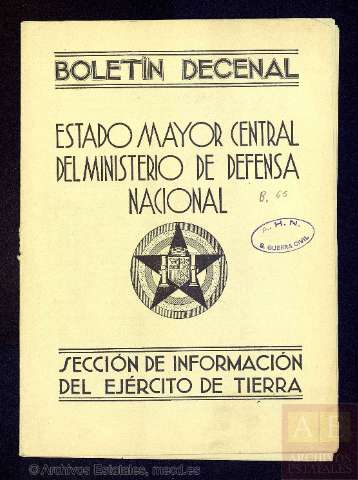 BOLETÍN DECENAL
ESTADO MAYOR CENTRAL
DEL MINISTERIO DE DEFENSA
NACIONAL
B. 66
A. H. N.
S. GUERRA CIVIL
SECCIÓN DE INFORMACIÓN
DEL EJÉRCITO DE TIERRA
AE
ARCHIVOS
ESTATALES
© Archivos Estatales, mecd.es